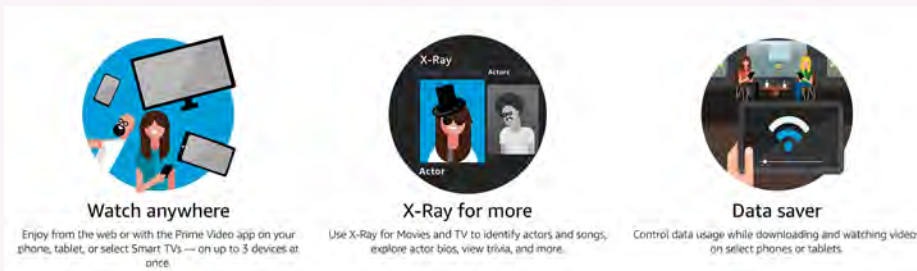 X-Ray
Actors
Actor
Watch anywhere
Enjoy from the web or with the Prime Video app on your
phone, tablet, or select Smart TVs — on up to 3 devices at
once.
X-Ray for more
Use X-Ray for Movies and TV to identify actors and songs,
explore actor bios, view trivia, and more.
Data saver
Control data usage while downloading and watching videos
on select phones or tablets.